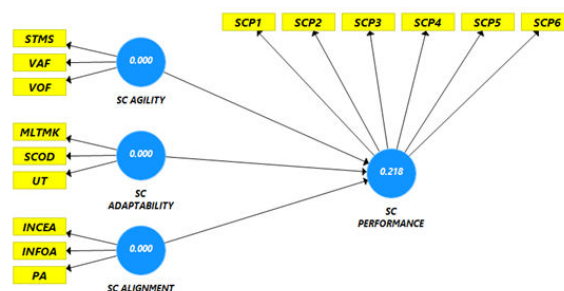 SCP1 SCP2 SCP3 SCP4 SCP5 SCP6
STMS
VAF
VOF
0.000
SC AGILITY
MLTMK
SCOD
UT
0.000
SC
ADAPTABILITY
0.218
SC
PERFORMANCE
INCEA
INFOA
PA
0.000
SC ALIGNMENT